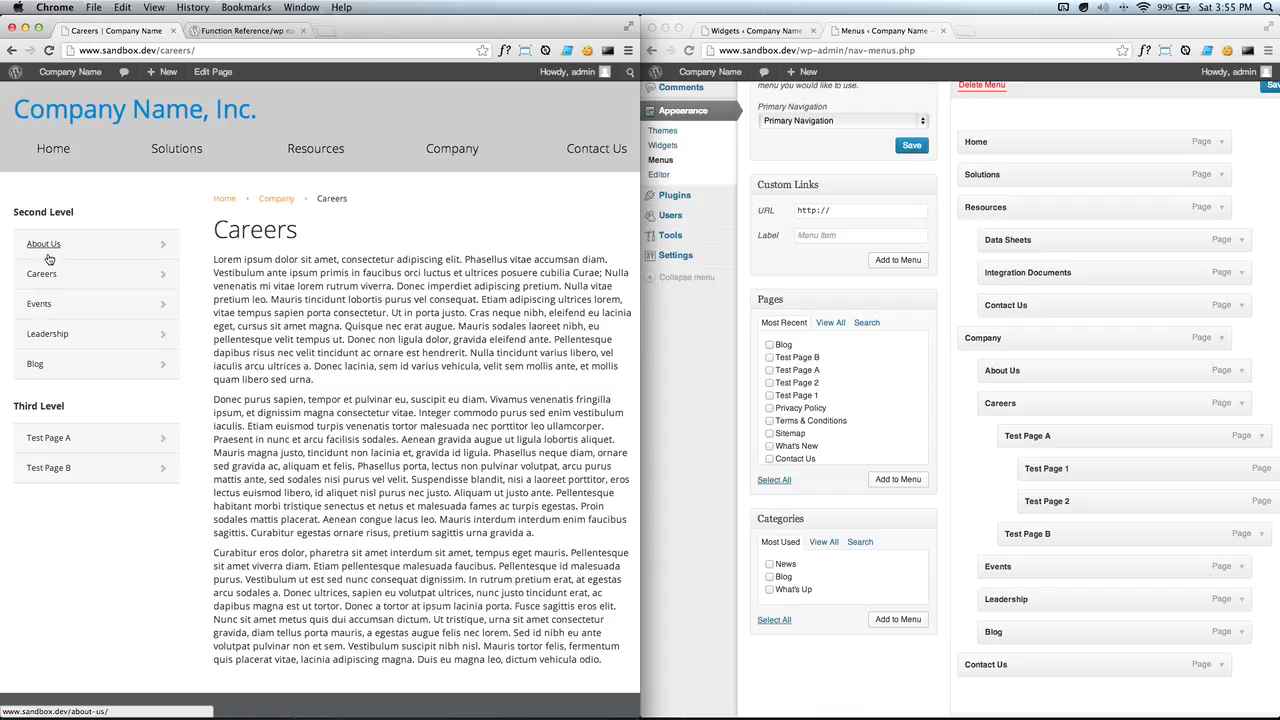 Chrome File Edit View History Bookmarks Window Help
99% Sat 3:55 PM
Careers | Company Name
Function Reference/wp na
www.sandbox.dev/careers/
Company Name + New Edit Page Howdy, admin
Company Name, Inc.
Home Solutions Resources Company Contact Us
Second Level
About Us
Careers
Events
Leadership
Blog
Third Level
Test Page A
Test Page B
Home Company Careers
Careers
Lorem ipsum dolor sit amet, consectetur adipiscing elit. Phasellus vitae accumsan diam.
Vestibulum ante ipsum primis in faucibus orci luctus et ultrices posuere cubilia Curae; Nulla
venenatis mi vitae lorem rutrum viverra. Donec imperdiet adipiscing pretium. Nulla vitae
pretium leo. Mauris tincidunt lobortis purus vel consequat. Etiam adipiscing ultrices lorem,
vitae tempus sapien porta consectetur. Ut in porta justo. Cras neque nibh, eleifend eu lacinia
eget, cursus sit amet magna. Quisque nec erat augue. Mauris sodales laoreet nibh, eu
pellentesque velit tempus ut. Donec non ligula dolor, gravida eleifend ante. Pellentesque
dapibus risus nec velit tincidunt ac ornare est hendrerit. Nulla tincidunt varius libero, vel
iaculis arcu ultrices a. Donec lacinia, sem id varius vehicula, velit sem mollis ante, et mollis
quam libero sed urna.
Donec purus sapien, tempor et pulvinar eu, suscipit eu diam. Vivamus venenatis fringilla
ipsum, et dignissim magna consectetur vitae. Integer commodo purus sed enim vestibulum
iaculis. Etiam euismod turpis venenatis tortor malesuada nec porttitor leo ullamcorper.
Praesent in nunc et arcu facilisis sodales. Aenean gravida augue ut ligula lobortis aliquet.
Mauris magna justo, tincidunt non lacinia et, gravida id ligula. Phasellus neque diam, ornare
sed gravida ac, aliquam et felis. Phasellus porta, lectus non pulvinar volutpat, arcu purus
mattis ante, sed sodales nisi purus vel velit. Suspendisse blandit, nisi a laoreet porttitor, eros
lectus euismod libero, id aliquet nisl purus nec justo. Aliquam ut justo ante. Pellentesque
habitant morbi tristique senectus et netus et malesuada fames ac turpis egestas. Proin
sodales mattis placerat. Aenean congue lacus leo. Mauris interdum interdum enim faucibus
sagittis. Curabitur egestas ornare risus, pretium sagittis urna gravida a.
Curabitur eros dolor, pharetra sit amet interdum sit amet, tempus eget mauris. Pellentesque
sit amet viverra diam. Etiam pellentesque malesuada faucibus. Pellentesque id malesuada
purus. Vestibulum ut est sed nunc consequat dignissim. In rutrum pretium erat, at egestas
arcu sodales a. Donec ultrices, sapien eu volutpat ultrices, nunc tincidunt erat, ac
dapibus magna est ut tortor. Donec a tortor at ipsum lacinia porta. Fusce sagittis eros elit.
Nunc sit amet metus quis dui accumsan dictum. Ut tristique, urna sit amet consectetur
gravida, diam tellus porta mauris, a egestas augue felis nec lorem. Sed id nibh eu ante
volutpat pulvinar non et sem. Vestibulum suscipit nibh nisl. Mauris tortor felis, fermentum
quis placerat vitae, lacinia adipiscing magna. Duis eu magna leo, dictum vehicula odio.
www.sandbox.dev/about-us/
Widgets ‹ Company Name
Menus ‹ Company Name –
www.sandbox.dev/wp-admin/nav-menus.php
Company Name + New Howdy, admin
Comments
Appearance
Themes
Widgets
Menus
Editor
Plugins
Users
Tools
Settings
Collapse menu
menu you would like to use.
Primary Navigation
Primary Navigation
Save
Custom Links
URL http://
Label Menu Item
Add to Menu
Pages
Most Recent View All Search
Blog
Test Page B
Test Page A
Test Page 2
Test Page 1
Privacy Policy
Terms & Conditions
Sitemap
What's New
Contact Us
Select All Add to Menu
Categories
Most Used View All Search
News
Blog
What's Up
Select All Add to Menu
Delete Menu
Home Page
Solutions Page
Resources Page
Data Sheets Page
Integration Documents Page
Contact Us Page
Company Page
About Us Page
Careers Page
Test Page A Page
Test Page 1 Page
Test Page 2 Page
Test Page B Page
Events Page
Leadership Page
Blog Page
Contact Us Page